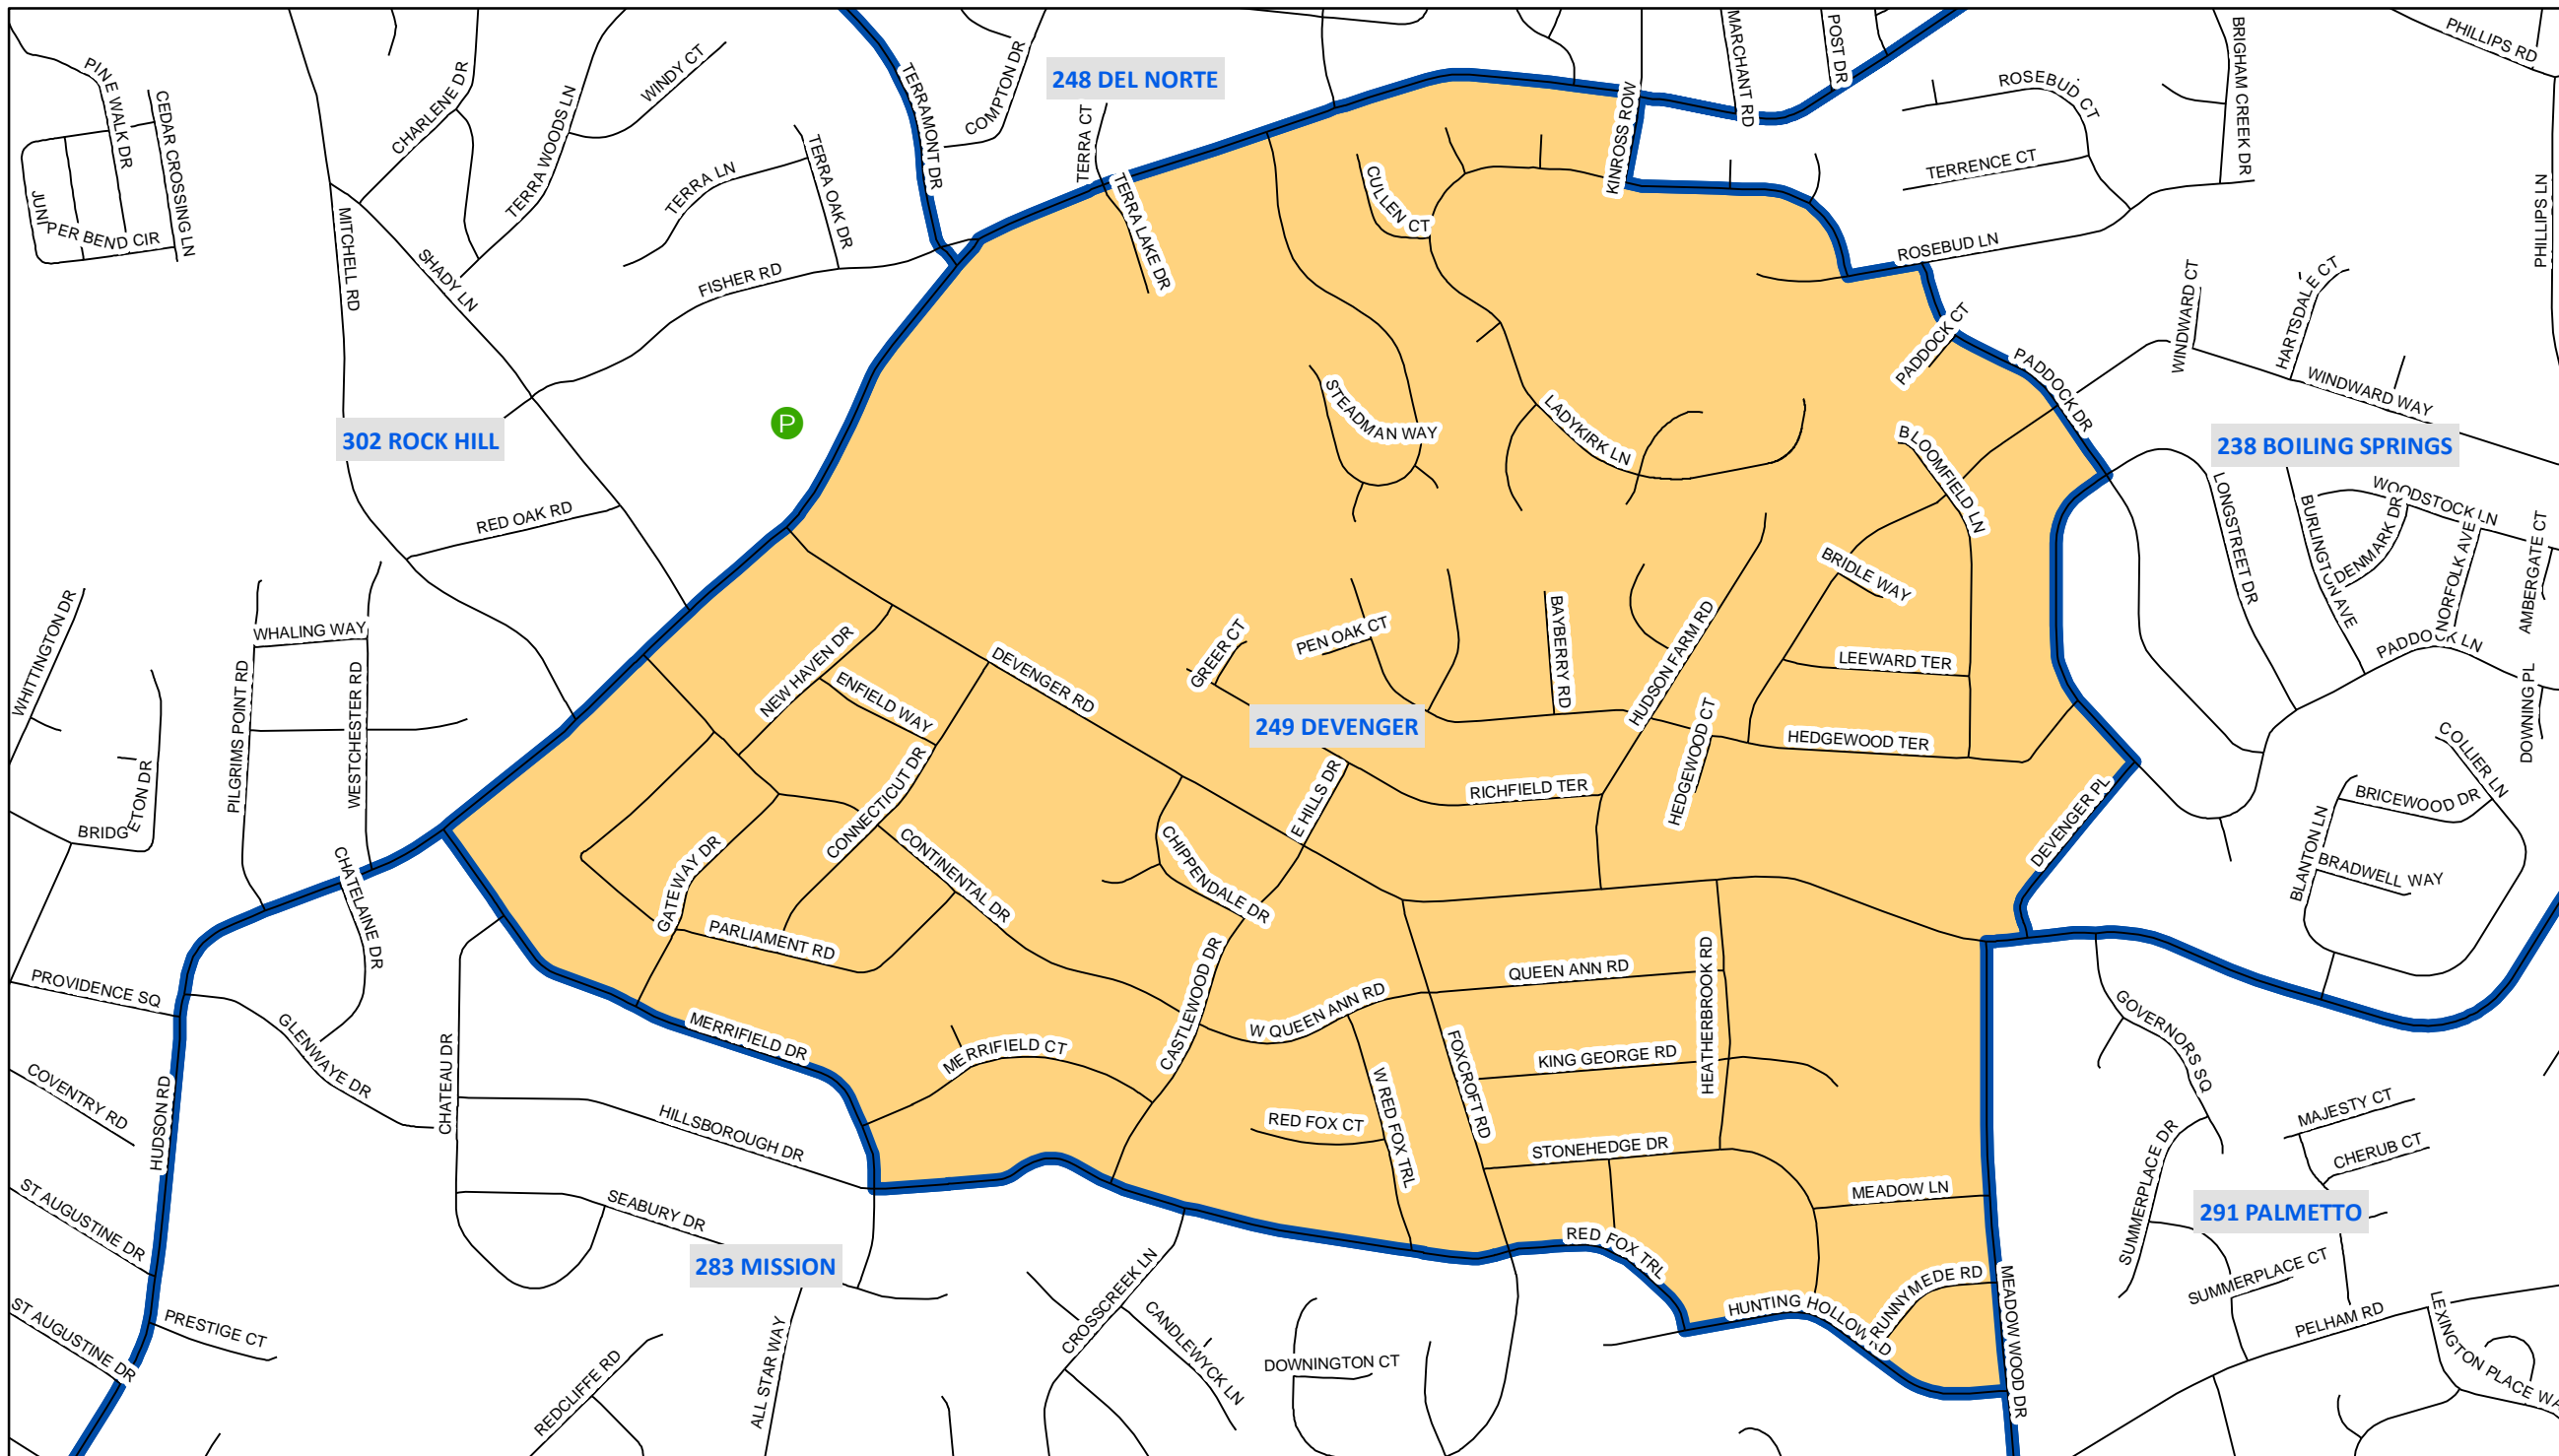 PINE WALK DR
CEDAR CROSSING LN
JUNI
PER BEND CIR
CHARLENE DR
TERRA WOODS LN
WINDY CT
TERRA LN
TERRA OAK DR
MITCHELL RD
SHADY LN
FISHER RD
TERRAMONT DR
COMPTON DR
248 DEL NORTE
TERRA CT
TERRA LAKE DR
CULLEN CT
KINROSS ROW
MARCHANT RD
POST DR
ROSEBUD CT
TERRENCE CT
BRIGHAM CREEK DR
PHILLIPS RD
PHILLIPS LN
ROSEBUD LN
PADDOCK CT
PADDOCK DR
WINDWARD CT
HARTSDALE CT
WINDWARD WAY
302 ROCK HILL
P
RED OAK RD
STEADMAN WAY
LADYKIRK LN
BLOOMFIELD LN
238 BOILING SPRINGS
LONGSTREET DR
BURLINGTON AVE
WOODSTOCK LN
DENMARK DR
NORFOLK AVE
AMBERGATE CT
PADDOCK LN
DOWNING PL
COLLIER LN
BRIDLE WAY
LEEWARD TER
HEDGEWOOD TER
HEDGEWOOD CT
HUDSON FARM RD
BAYBERRY RD
PEN OAK CT
GREER CT
249 DEVENGER
RICHFIELD TER
E HILLS DR
DEVENGER RD
NEW HAVEN DR
ENFIELD WAY
CONNECTICUT DR
CONTINENTAL DR
GATEWAY DR
PARLIAMENT RD
CHIPPENDALE DR
CASTLEWOOD DR
WHITTINGTON DR
WHALING WAY
PILGRIMS POINT RD
WESTCHESTER RD
ETON DR
BRIDG
CHATELAINE DR
PROVIDENCE SQ
GLENWAYE DR
COVENTRY RD
HUDSON RD
CHATEAU DR
MERRIFIELD DR
MERRIFIELD CT
HILLSBOROUGH DR
SEABURY DR
283 MISSION
ST AUGUSTINE DR
ST AUGUSTINE DR
PRESTIGE CT
REDCLIFFE RD
ALL STAR WAY
CROSSCREEK LN
CANDLEWYCK LN
DOWNINGTON CT
W QUEEN ANN RD
QUEEN ANN RD
HEATHERBROOK RD
KING GEORGE RD
FOXCROFT RD
W RED FOX TRL
RED FOX CT
STONEHEDGE DR
MEADOW LN
RED FOX TRL
HUNTING HOLLOW RD
RUNNYMEDE RD
MEADOW WOOD DR
DEVENGER PL
BLANTON LN
BRICEWOOD DR
BRADWELL WAY
GOVERNORS SQ
MAJESTY CT
CHERUB CT
SUMMERPLACE DR
291 PALMETTO
SUMMERPLACE CT
PELHAM RD
LEXINGTON PLACE WA